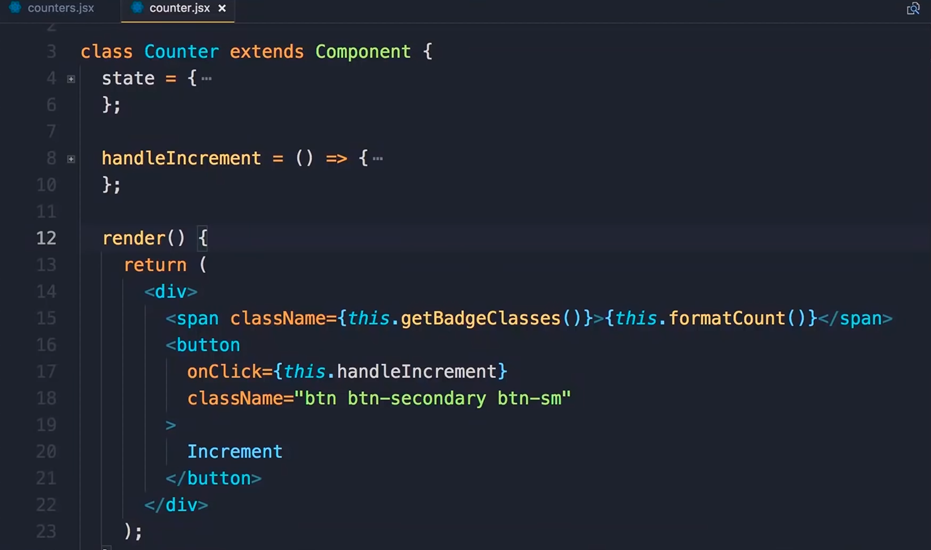 counters.jsx
counter.jsx ×
2
3 class Counter extends Component {
4 state = {⋯
6 };
7
8 handleIncrement = () => {⋯
10 };
11
12 render() {
13 return (
14 <div>
15 <span className={this.getBadgeClasses()}>{this.formatCount()}</span>
16 <button
17 onClick={this.handleIncrement}
18 className="btn btn-secondary btn-sm"
19 >
20 Increment
21 </button>
22 </div>
23 );